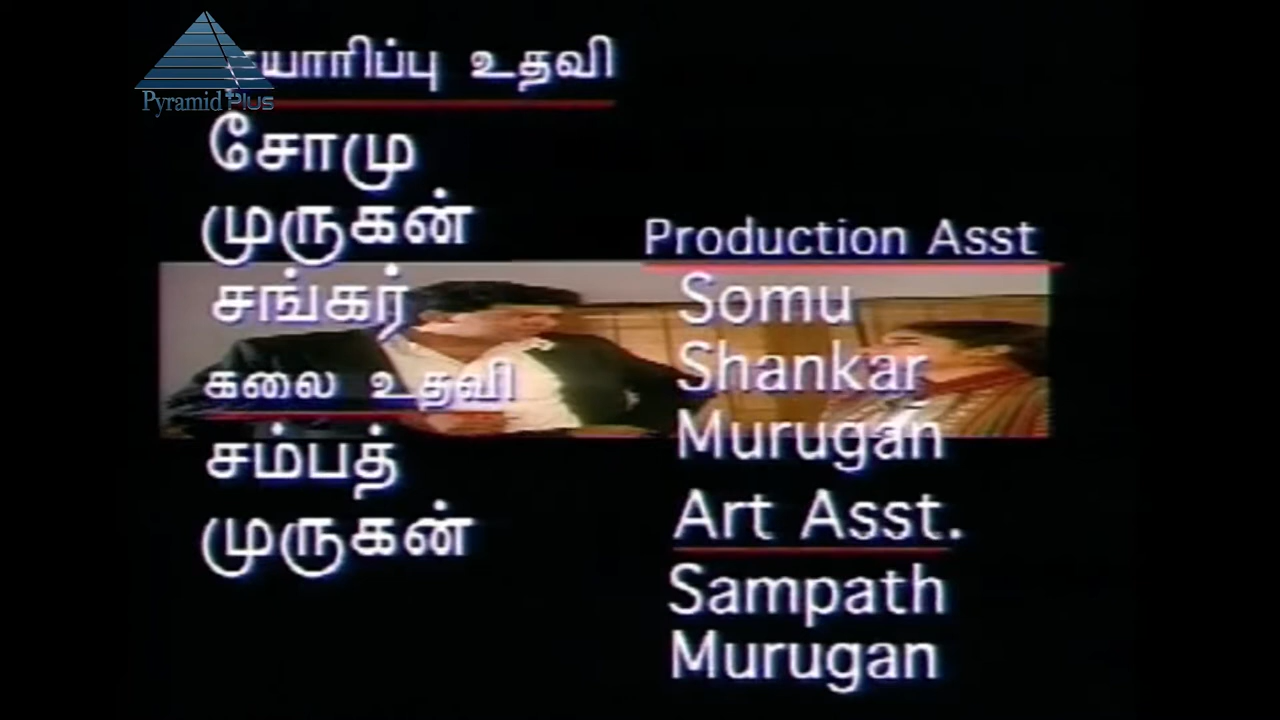 Pyramid Plus
தயாரிப்பு உதவி
சோமு
முருகன்
சங்கர்
கலை உதவி
சம்பத்
முருகன்
Production Asst
Somu
Shankar
Murugan
Art Asst.
Sampath
Murugan